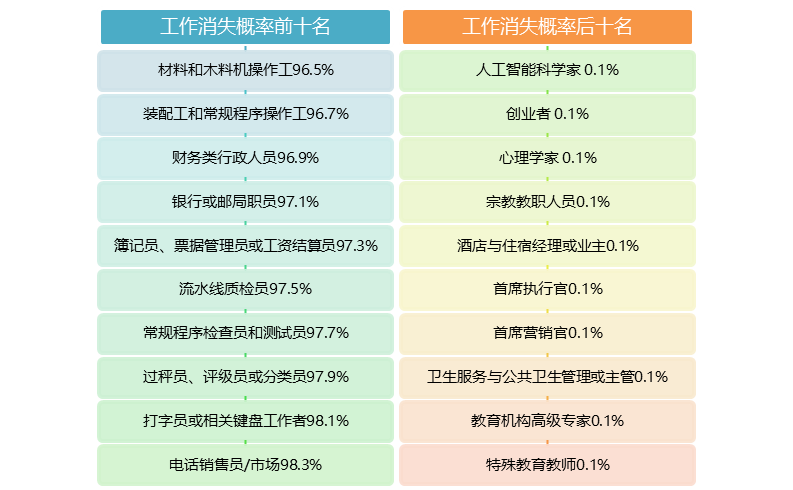 工作消失概率前十名
材料和木料机操作工96.5%
装配工和常规程序操作工96.7%
财务类行政人员96.9%
银行或邮局职员97.1%
簿记员、票据管理员或工资结算员97.3%
流水线质检员97.5%
常规程序检查员和测试员97.7%
过秤员、评级员或分类员97.9%
打字员或相关键盘工作者98.1%
电话销售员/市场98.3%
工作消失概率后十名
人工智能科学家 0.1%
创业者 0.1%
心理学家 0.1%
宗教教职人员0.1%
酒店与住宿经理或业主0.1%
首席执行官0.1%
首席营销官0.1%
卫生服务与公共卫生管理或主管0.1%
教育机构高级专家0.1%
特殊教育教师0.1%